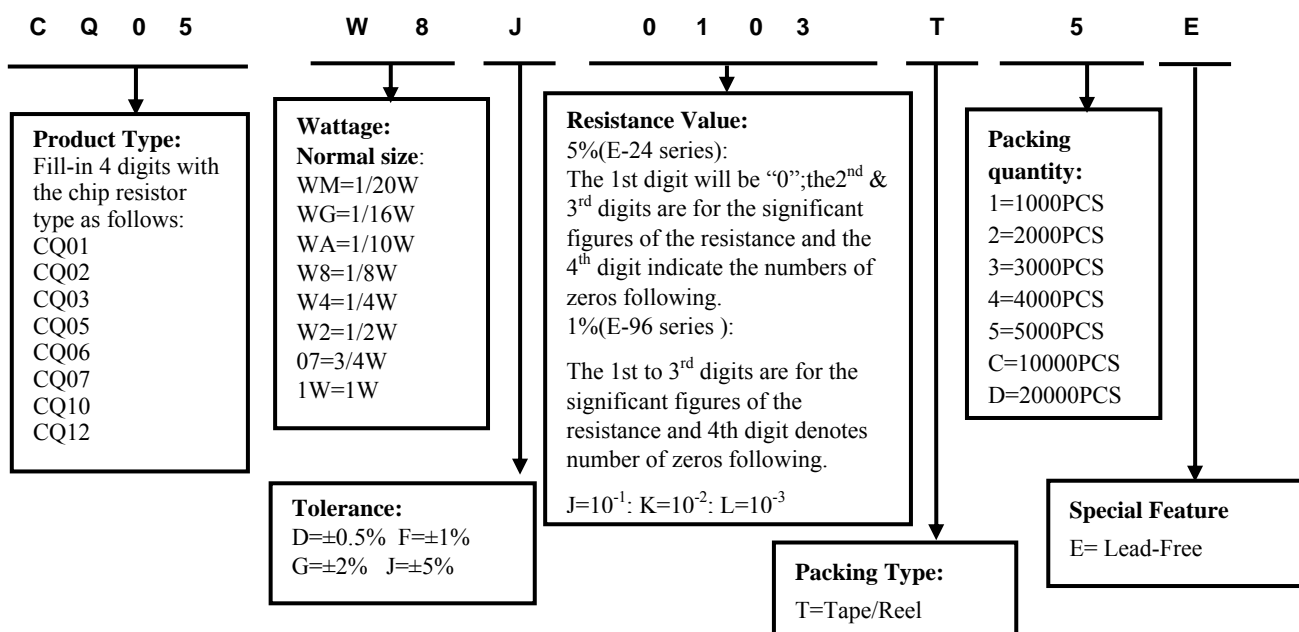 C Q 0 5 W 8 J 0 1 0 3 T 5 E
Product Type:
Fill-in 4 digits with
the chip resistor
type as follows:
CQ01
CQ02
CQ03
CQ05
CQ06
CQ07
CQ10
CQ12
Wattage:
Normal size:
WM=1/20W
WG=1/16W
WA=1/10W
W8=1/8W
W4=1/4W
W2=1/2W
07=3/4W
1W=1W
Tolerance:
D=±0.5% F=±1%
G=±2% J=±5%
Resistance Value:
5%(E-24 series):
The 1st digit will be “0”;the2nd &
3rd digits are for the significant
figures of the resistance and the
4th digit indicate the numbers of
zeros following.
1%(E-96 series ):
The 1st to 3rd digits are for the
significant figures of the
resistance and 4th digit denotes
number of zeros following.
J=10-1: K=10-2: L=10-3
Packing Type:
T=Tape/Reel
Packing
quantity:
1=1000PCS
2=2000PCS
3=3000PCS
4=4000PCS
5=5000PCS
C=10000PCS
D=20000PCS
Special Feature
E= Lead-Free